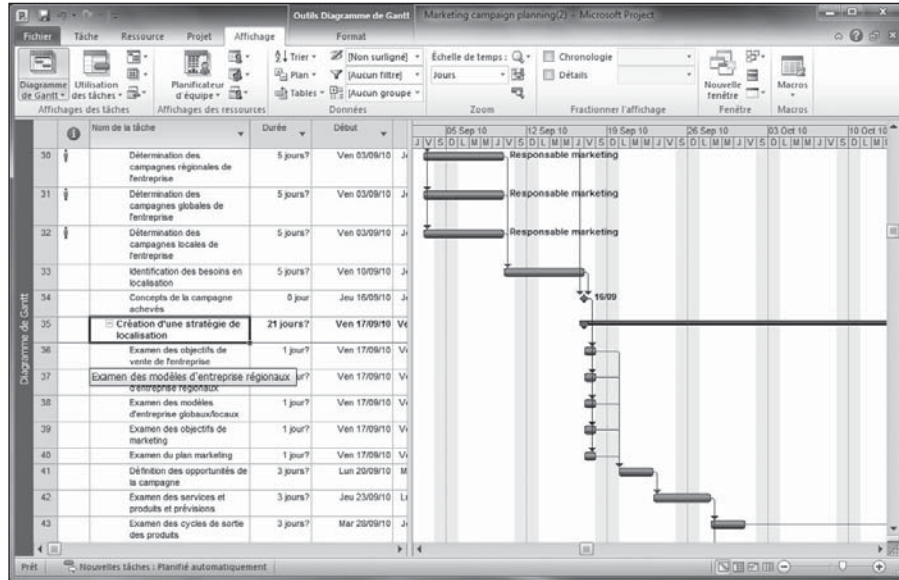 Outils Diagramme de Gantt
Marketing campaign planning(2) - Microsoft Project
Fichier Tâche Ressource Projet Affichage Format
Diagramme de Gantt
Utilisation des tâches
Affichages des tâches
Planificateur d'équipe
Affichages des ressources
Trier
Plan
Tables
[Non surligné]
[Aucun filtre]
[Aucun groupe]
Données
Échelle de temps :
Jours
Zoom
Chronologie
Détails
Fractionner l'affichage
Nouvelle fenêtre
Fenêtre
Macros
Macros
Nom de la tâche Durée Début
05 Sep 10 12 Sep 10 19 Sep 10 26 Sep 10 03 Oct 10 10 Oct 10
J V S D L M M J V S D L M M J V S D L M M J V S D L M M J V S D L M M J V S D L M
30 Détermination des 5 jours? Ven 03/09/10 Responsable marketing
campagnes régionales de
l'entreprise
31 Détermination des 5 jours? Ven 03/09/10 Responsable marketing
campagnes globales de
l'entreprise
32 Détermination des 5 jours? Ven 03/09/10 Responsable marketing
campagnes locales de
l'entreprise
33 Identification des besoins en 5 jours? Ven 10/09/10
localisation
34 Concepts de la campagne 0 jour Jeu 16/09/10 16/09
achevés
35 Création d'une stratégie de 21 jours? Ven 17/09/10 Ve
localisation
36 Examen des objectifs de 1 jour? Ven 17/09/10
vente de l'entreprise
37 Examen des modèles d'entreprise régionaux ur? Ven 17/09/10
d'entreprise régionaux
38 Examen des modèles 1 jour? Ven 17/09/10
d'entreprise globaux/locaux
39 Examen des objectifs de 1 jour? Ven 17/09/10
marketing
40 Examen du plan marketing 1 jour? Ven 17/09/10
41 Définition des opportunités de 3 jours? Lun 20/09/10 M
la campagne
42 Examen des services et 3 jours? Jeu 23/09/10
produits et prévisions
43 Examen des cycles de sortie 3 jours? Mar 28/09/10
des produits
Diagramme de Gantt
Prêt Nouvelles tâches : Planifié automatiquement